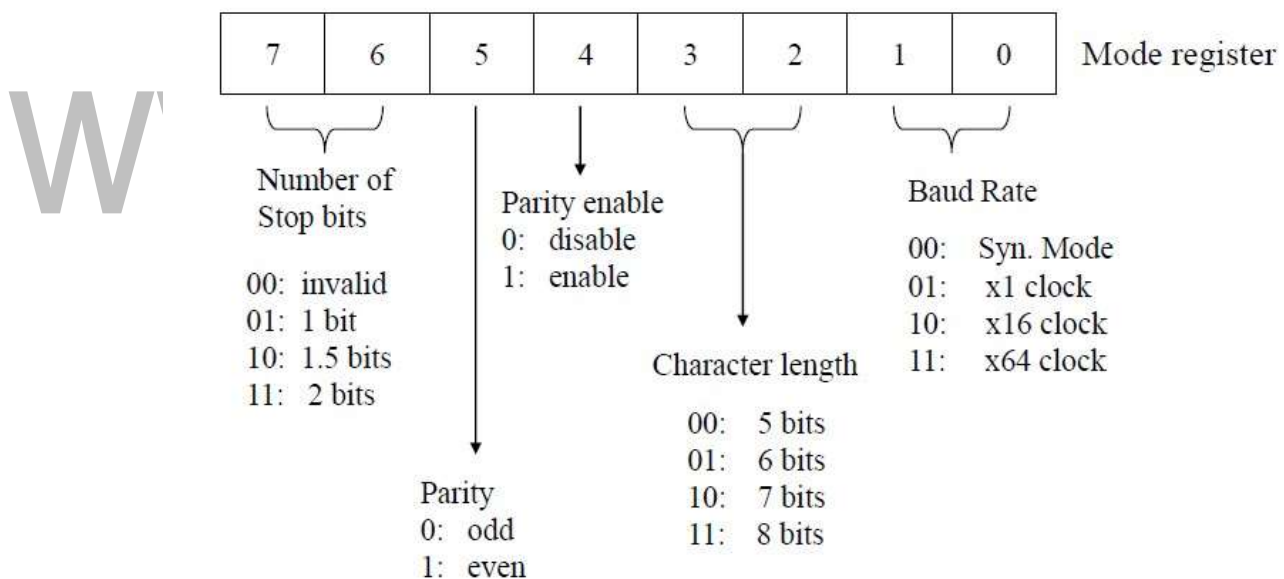 7 6 5 4 3 2 1 0 Mode register
Number of
Stop bits
00: invalid
01: 1 bit
10: 1.5 bits
11: 2 bits
Parity
0: odd
1: even
Parity enable
0: disable
1: enable
Character length
00: 5 bits
01: 6 bits
10: 7 bits
11: 8 bits
Baud Rate
00: Syn. Mode
01: x1 clock
10: x16 clock
11: x64 clock